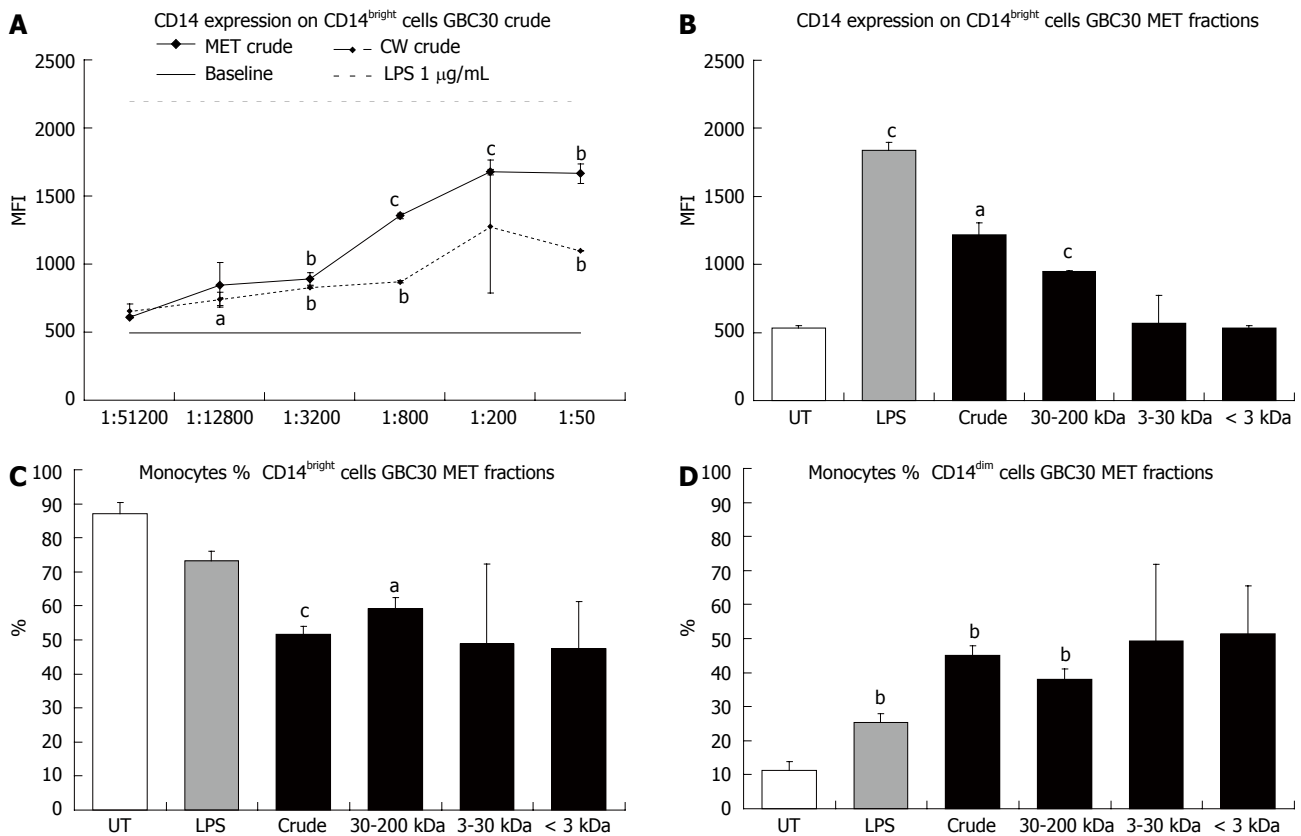 A
CD14 expression on CD14bright cells GBC30 crude
MET crude
CW crude
Baseline
LPS 1 μg/mL
2500
2000
1500
1000
500
0
MFI
c
b
c
b
b
b
b
a
1:51200 1:12800 1:3200 1:800 1:200 1:50
B
CD14 expression on CD14bright cells GBC30 MET fractions
2500
2000
1500
1000
500
0
MFI
c
a
c
UT LPS Crude 30-200 kDa 3-30 kDa < 3 kDa
C
Monocytes % CD14bright cells GBC30 MET fractions
100
90
80
70
60
50
40
30
20
10
0
%
c
a
UT LPS Crude 30-200 kDa 3-30 kDa < 3 kDa
D
Monocytes % CD14dim cells GBC30 MET fractions
100
90
80
70
60
50
40
30
20
10
0
%
b
b
b
UT LPS Crude 30-200 kDa 3-30 kDa < 3 kDa